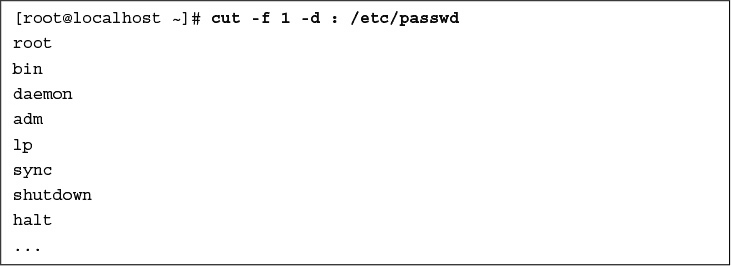 [root@localhost ~]# cut -f 1 -d : /etc/passwd
root
bin
daemon
adm
lp
sync
shutdown
halt
...